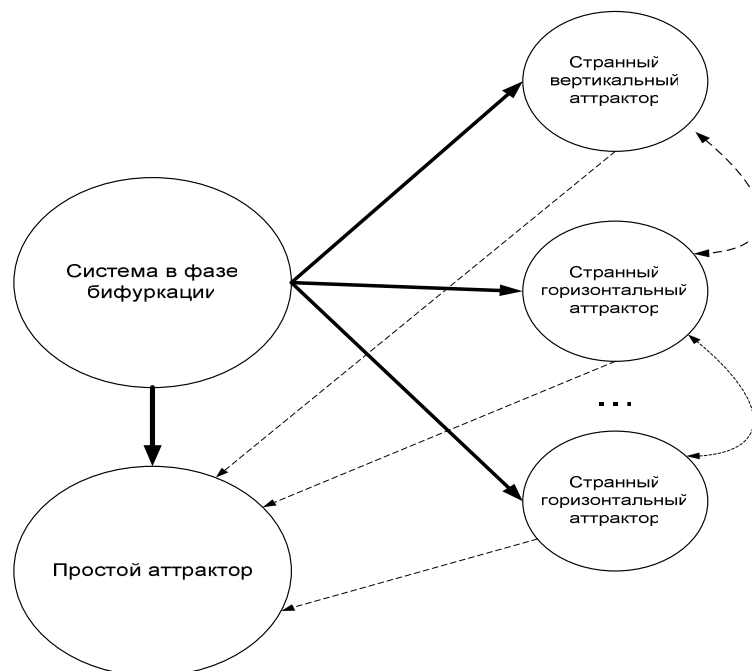 Странный
вертикальный
аттрактор
Система в фазе
бифуркации
Странный
горизонтальный
аттрактор
...
Странный
горизонтальный
аттрактор
Простой аттрактор